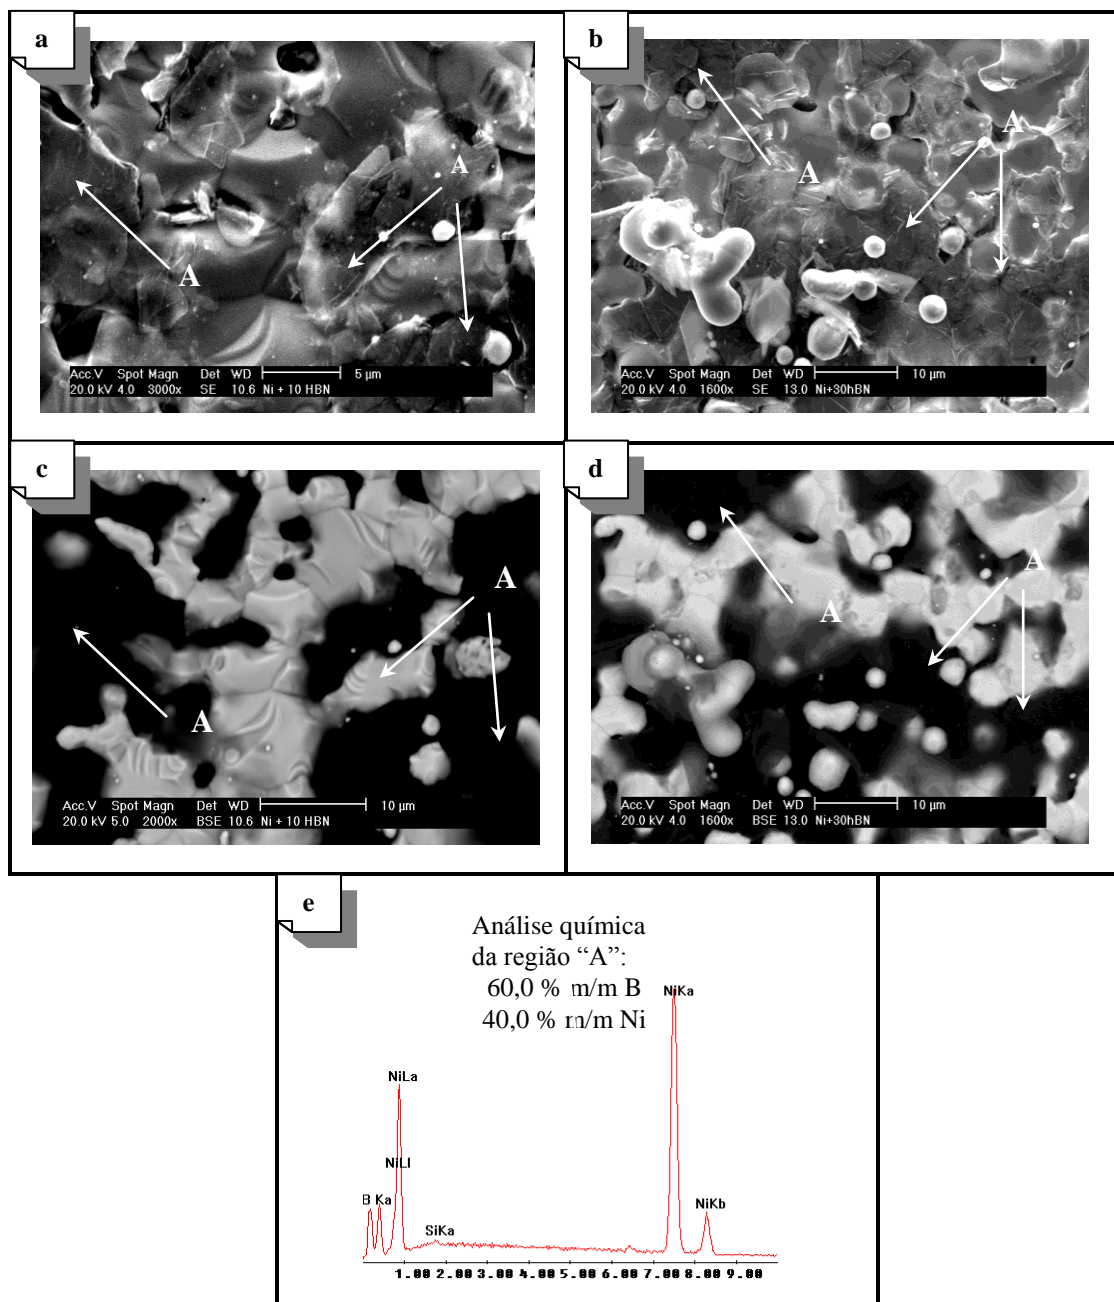 a
A
A
Acc.V Spot Magn Det WD 5 µm
20.0 kV 4.0 3000x SE 10.6 Ni + 10 HBN
b
A
A
Acc.V Spot Magn Det WD 10 µm
20.0 kV 4.0 1600x SE 13.0 Ni+30hBN
c
A
A
Acc.V Spot Magn Det WD 10 µm
20.0 kV 5.0 2000x BSE 10.6 Ni + 10 HBN
d
A
A
Acc.V Spot Magn Det WD 10 µm
20.0 kV 4.0 1600x BSE 13.0 Ni+30hBN
e
Análise química
da região “A”:
60,0 % m/m B
40,0 % m/m Ni
NiKa
NiLa
NiLl
B Ka
NiKb
SiKa
1.00 2.00 3.00 4.00 5.00 6.00 7.00 8.00 9.00